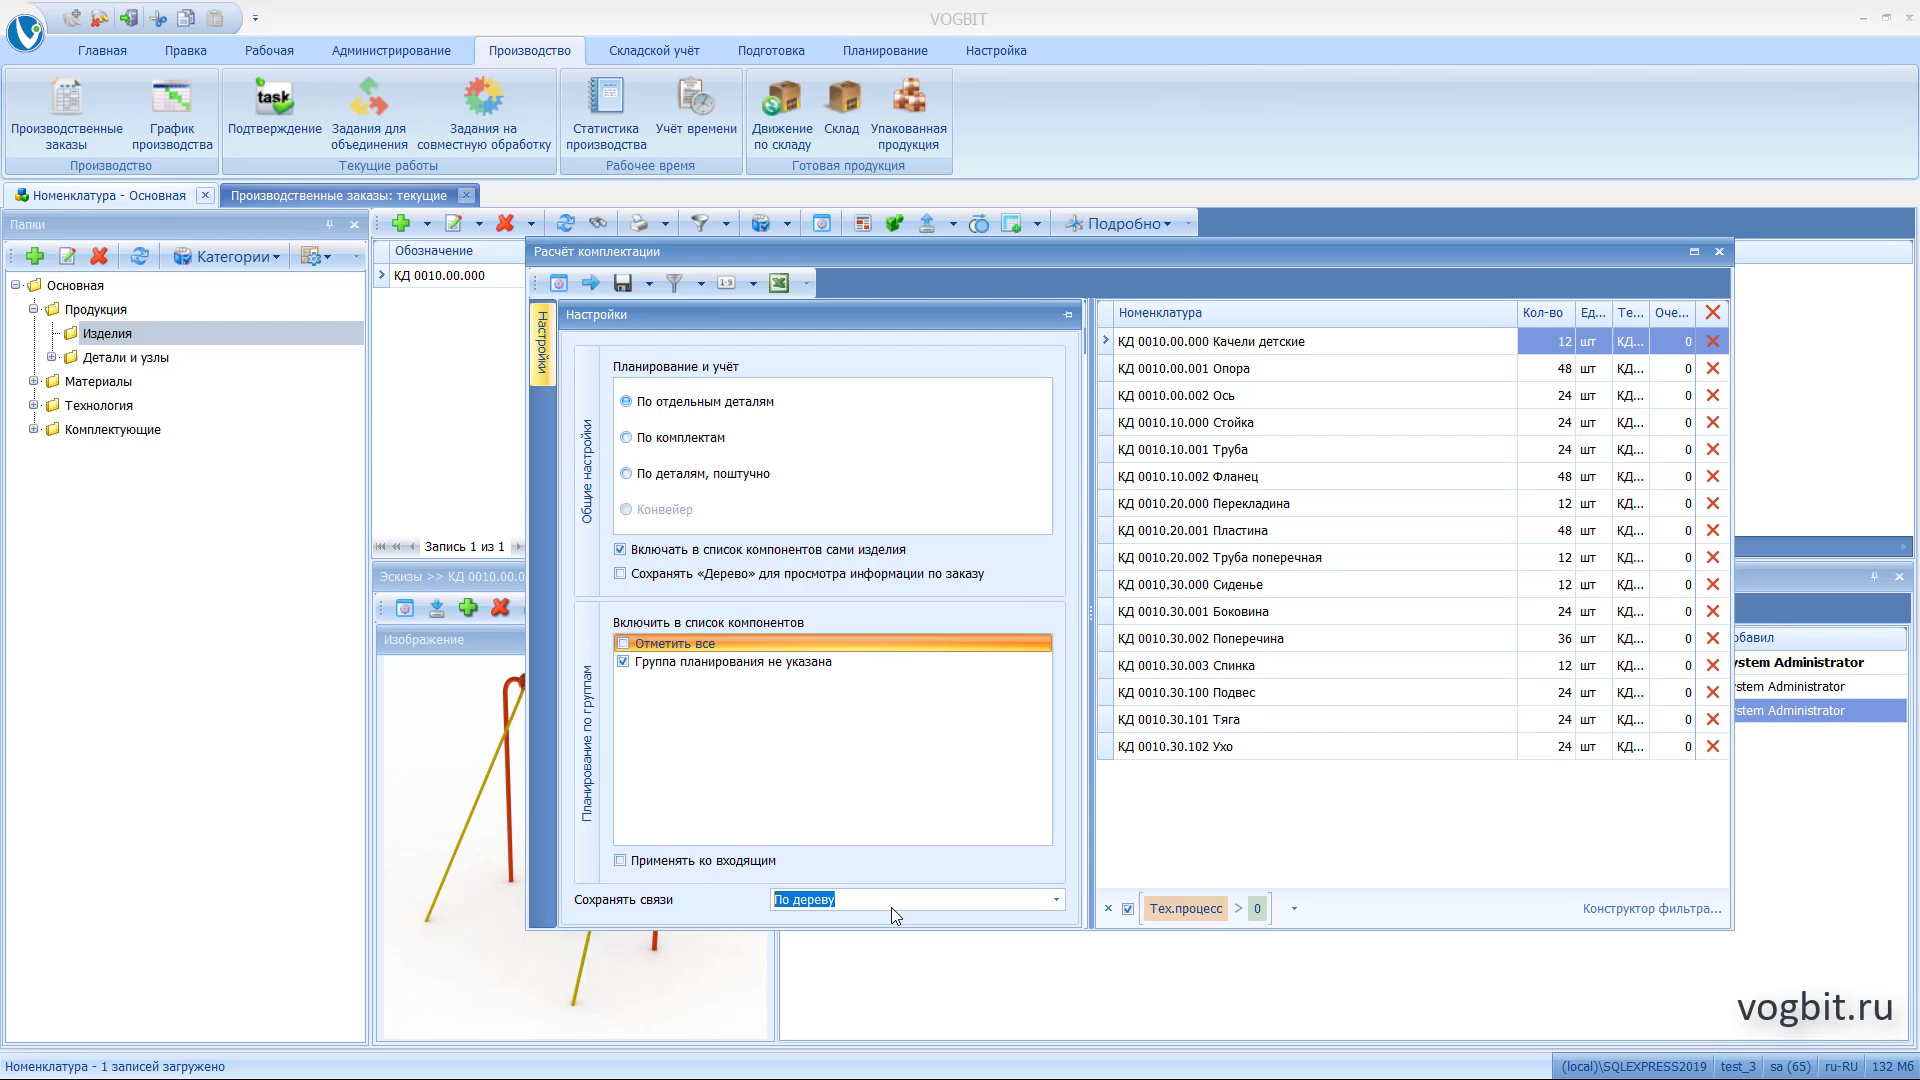 VOGBIT
Главная Правка Рабочая Администрирование Производство Складской учёт Подготовка Планирование Настройка
task
Производственные заказы
График производства
Подтверждение
Задания для объединения
Задания на совместную обработку
Статистика производства
Учёт времени
Движение по складу
Склад
Упакованная продукция
Производство Текущие работы Рабочее время Готовая продукция
Номенклатура - Основная Производственные заказы: текущие
Папки
Категории
Подробно
Основная
Продукция
Изделия
Детали и узлы
Материалы
Технология
Комплектующие
Обозначение
КД 0010.00.000
Запись 1 из 1
Эскизы >> КД 0010.00.0
Изображение
Расчёт комплектации
1-9
Настройки
Настройки
Общие настройки
Планирование и учёт
По отдельным деталям
По комплектам
По деталям, поштучно
Конвейер
Включать в список компонентов сами изделия
Сохранять «Дерево» для просмотра информации по заказу
Планирование по группам
Включить в список компонентов
Отметить все
Группа планирования не указана
Применять ко входящим
Сохранять связи По дереву
Номенклатура Кол-во Ед... Те... Оче...
КД 0010.00.000 Качели детские 12 шт КД... 0
КД 0010.00.001 Опора 48 шт КД... 0
КД 0010.00.002 Ось 24 шт КД... 0
КД 0010.10.000 Стойка 24 шт КД... 0
КД 0010.10.001 Труба 24 шт КД... 0
КД 0010.10.002 Фланец 48 шт КД... 0
КД 0010.20.000 Перекладина 12 шт КД... 0
КД 0010.20.001 Пластина 48 шт КД... 0
КД 0010.20.002 Труба поперечная 12 шт КД... 0
КД 0010.30.000 Сиденье 12 шт КД... 0
КД 0010.30.001 Боковина 24 шт КД... 0
КД 0010.30.002 Поперечина 36 шт КД... 0
КД 0010.30.003 Спинка 12 шт КД... 0
КД 0010.30.100 Подвес 24 шт КД... 0
КД 0010.30.101 Тяга 24 шт КД... 0
КД 0010.30.102 Ухо 24 шт КД... 0
Тех.процесс > 0 Конструктор фильтра...
обавил
ystem Administrator
stem Administrator
stem Administrator
vogbit.ru
Номенклатура - 1 записей загружено (local)\SQLEXPRESS2019 test_3 sa (65) ru-RU 132 Мб